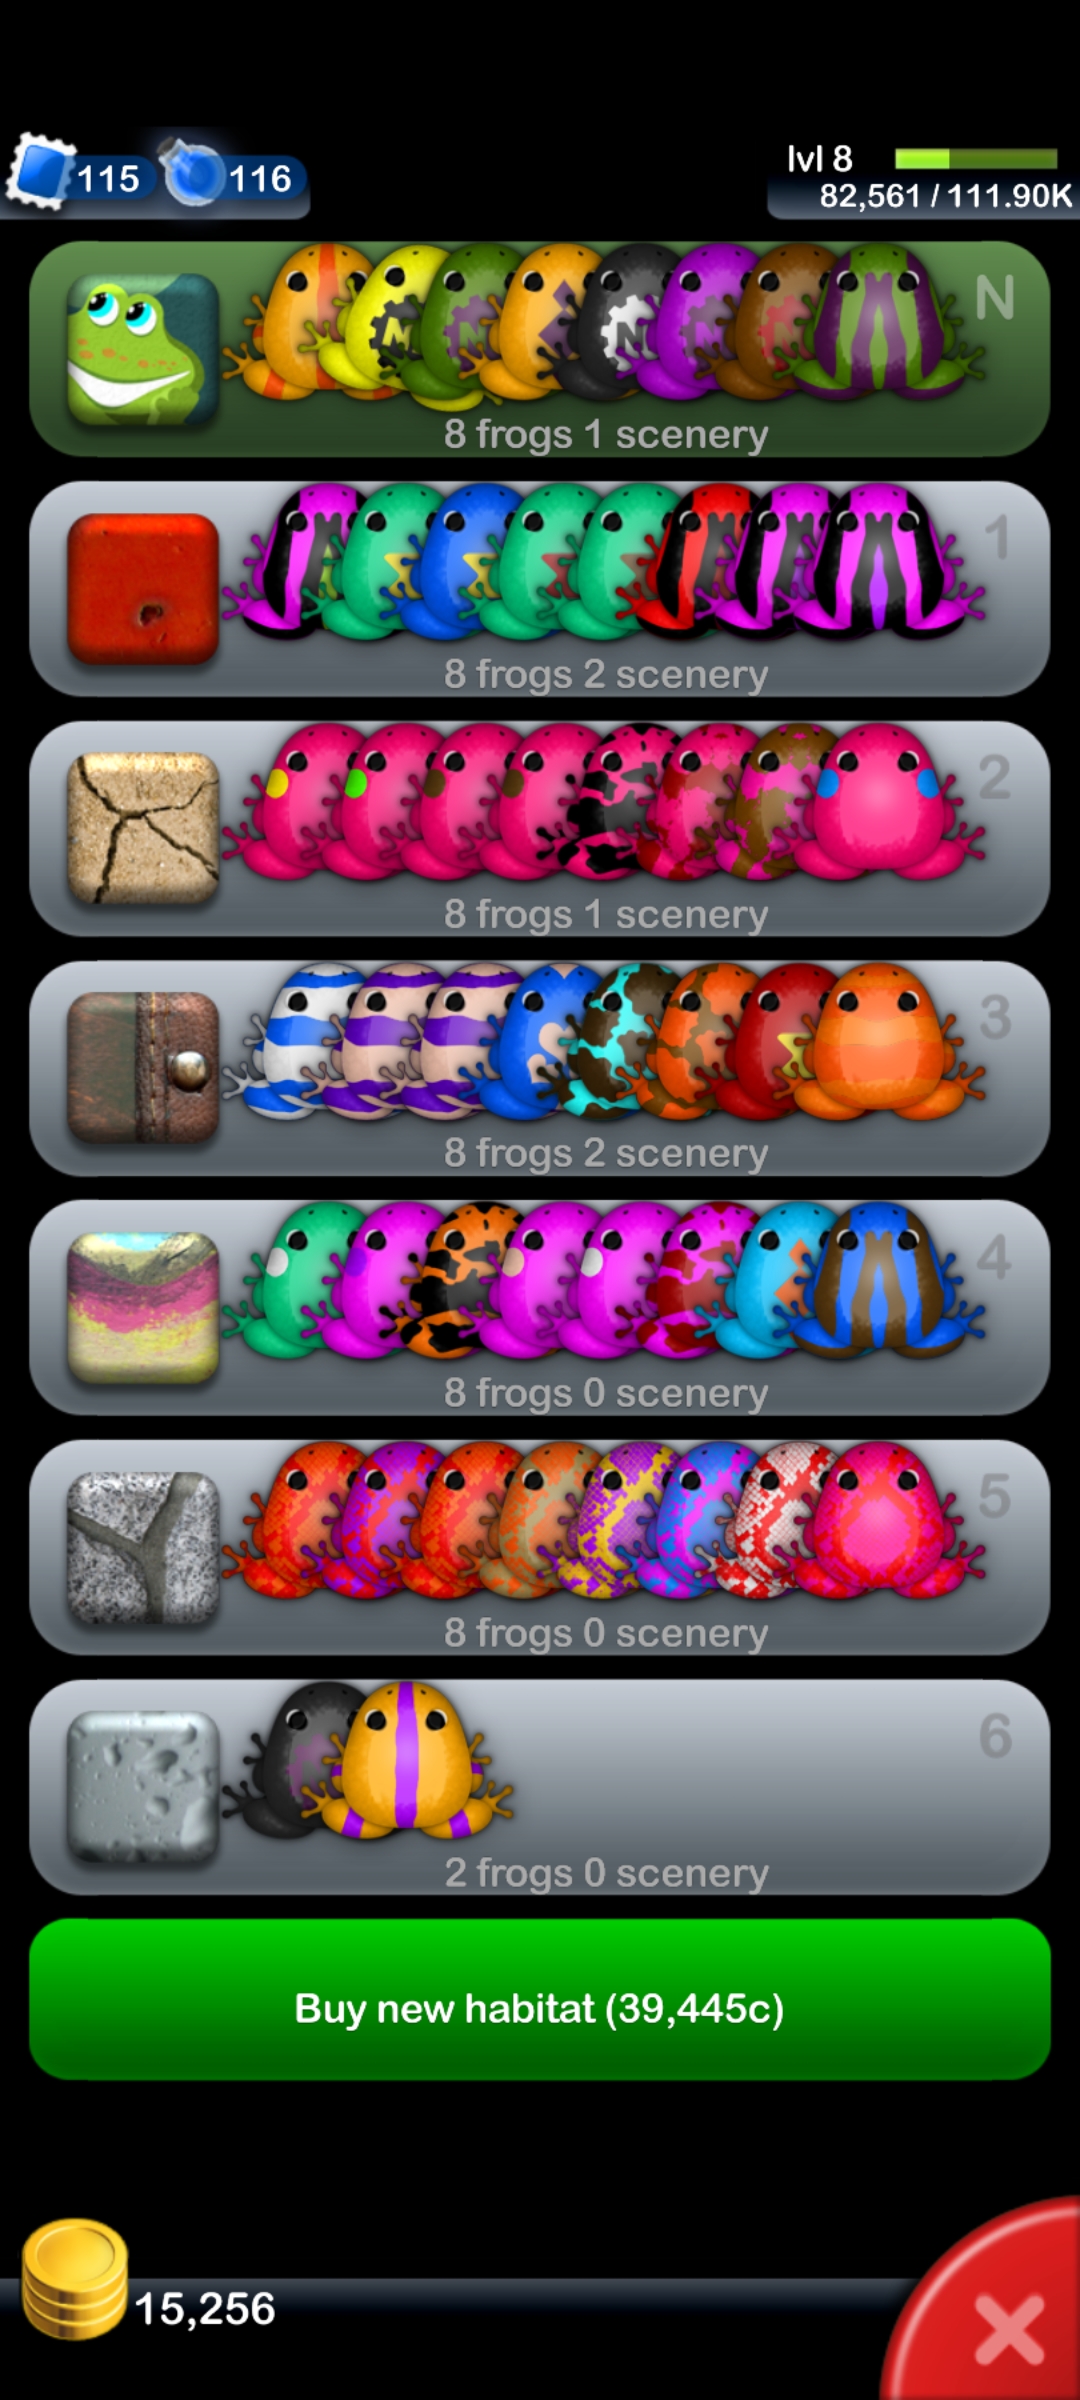 115 116
lvl 8
82,561 / 111.90K
N
N N N N N
8 frogs 1 scenery
1
8 frogs 2 scenery
2
8 frogs 1 scenery
3
8 frogs 2 scenery
4
8 frogs 0 scenery
5
8 frogs 0 scenery
6
2 frogs 0 scenery
Buy new habitat (39,445c)
15,256